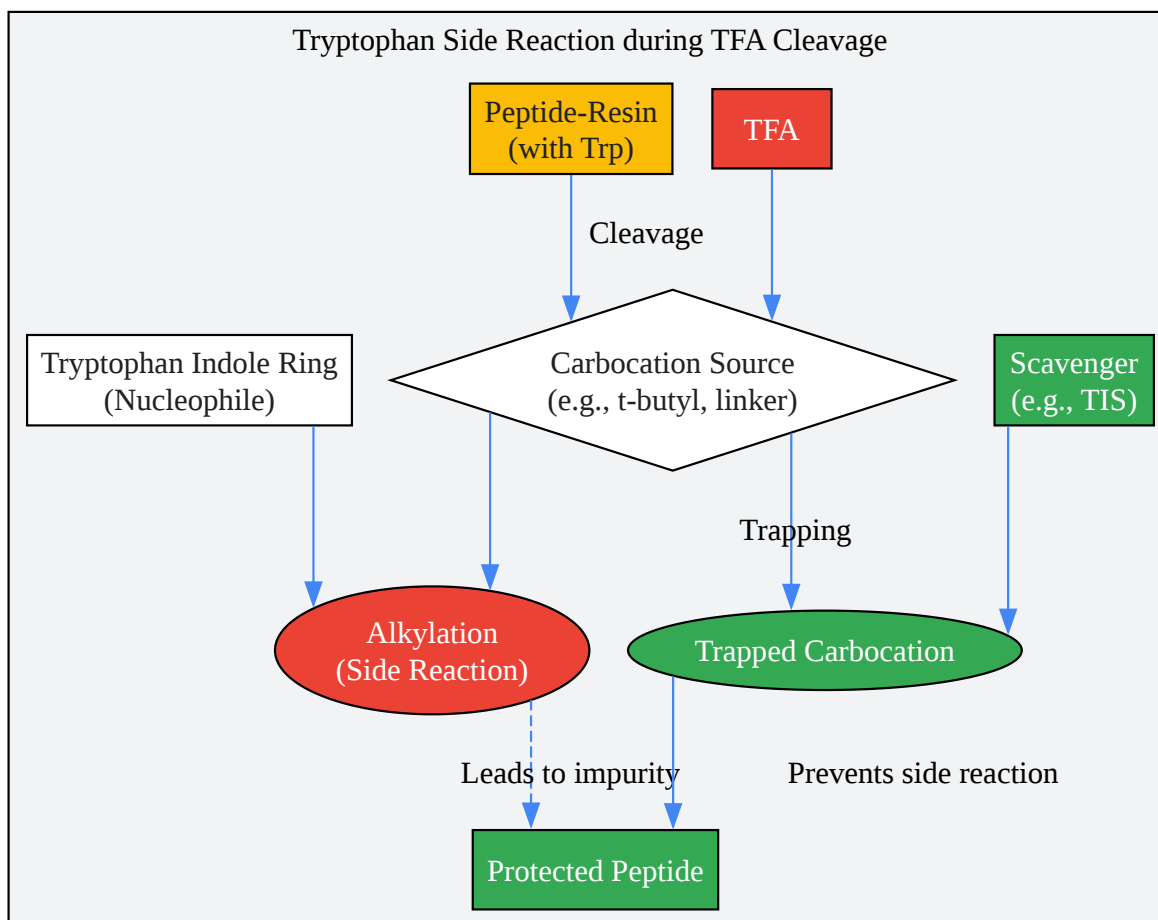 Tryptophan Side Reaction during TFA Cleavage
Peptide-Resin
(with Trp)
TFA
Cleavage
Tryptophan Indole Ring
(Nucleophile)
Carbocation Source
(e.g., t-butyl, linker)
Scavenger
(e.g., TIS)
Trapping
Alkylation
(Side Reaction)
Trapped Carbocation
Leads to impurity
Prevents side reaction
Protected Peptide